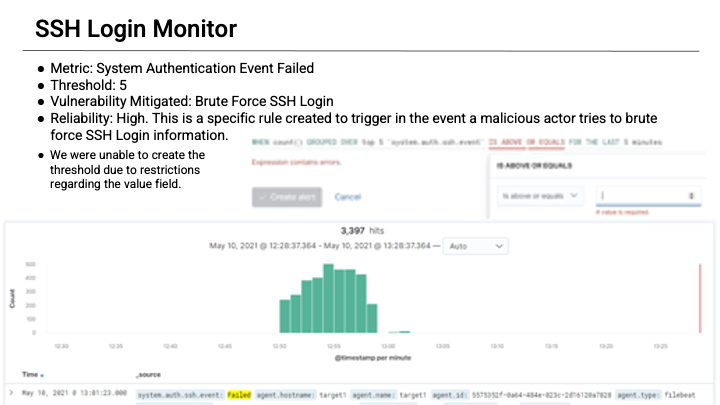 SSH Login Monitor
● Metric: System Authentication Event Failed
● Threshold: 5
● Vulnerability Mitigated: Brute Force SSH Login
● Reliability: High. This is a specific rule created to trigger in the event a malicious actor tries to brute
force SSH Login information.
● We were unable to create the
threshold due to restrictions
regarding the value field.
WHEN count() GROUPED OVER top 5 'system.auth.ssh.event' IS ABOVE OR EQUALS FOR THE LAST 5 minutes
Expression contains errors.
IS ABOVE OR EQUALS
Create alert Cancel
Is above or equals
A value is required.
3,397 hits
May 10, 2021 @ 12:28:37.364 - May 10, 2021 @ 13:28:37.364 — Auto
Count
500
400
300
200
100
0
12:30 12:35 12:40 12:45 12:50 12:55 13:00 13:05 13:10 13:15 13:20 13:25
@timestamp per minute
Time _source
> May 10, 2021 @ 13:01:23.000 system.auth.ssh.event: Failed agent.hostname: target1 agent.name: target1 agent.id: agent.type: filebeat